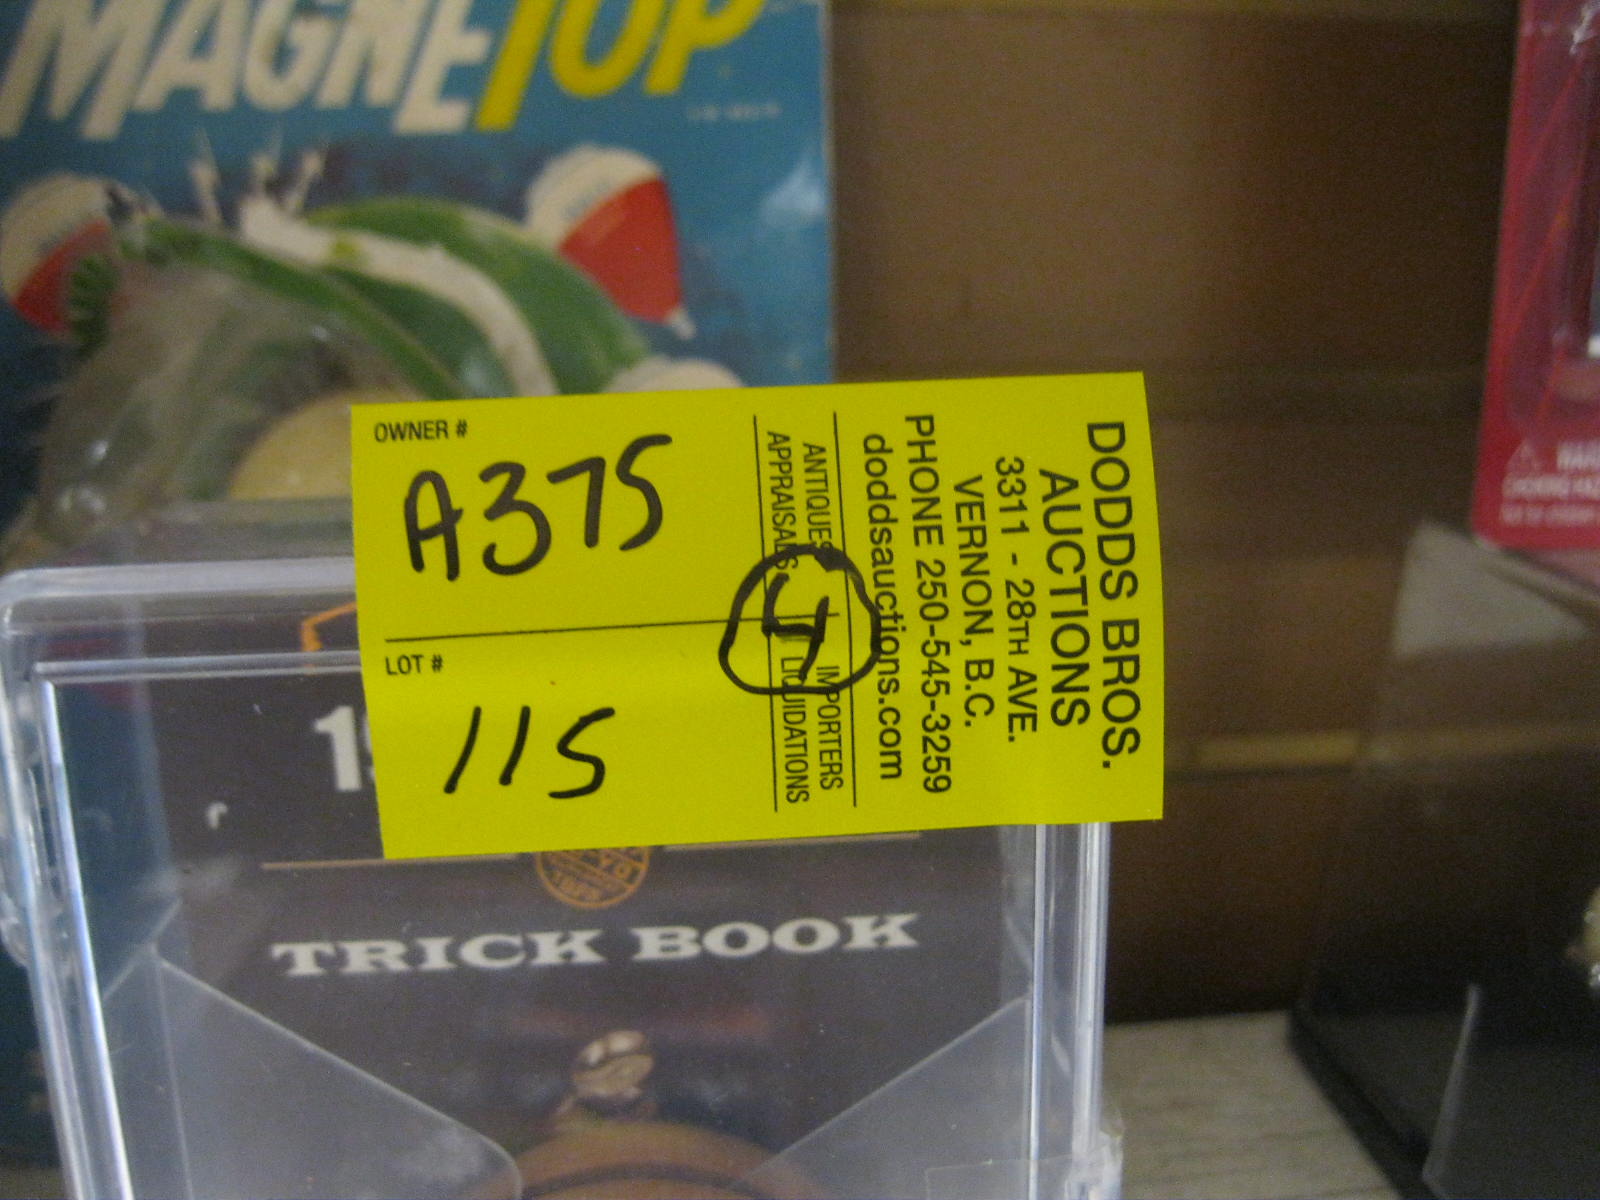 MAGNETOP
OWNER #
A375
LOT #
115
4
DODDS BROS.
AUCTIONS
3311 - 28TH AVE.
VERNON, B.C.
PHONE 250-545-3259
doddsauctions.com
ANTIQUES IMPORTERS
APPRAISALS LIQUIDATIONS
TRICK BOOK